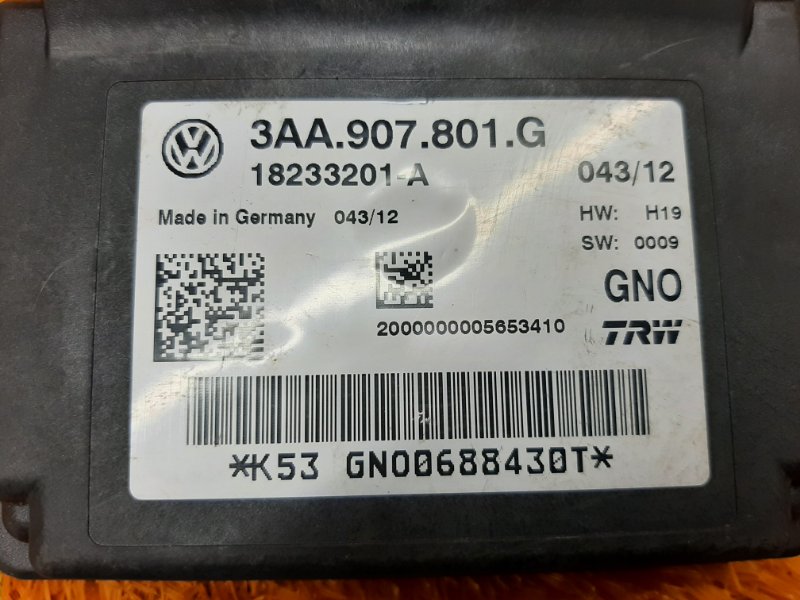 3AA.907.801.G
18233201-A 043/12
Made in Germany 043/12 HW: H19
SW: 0009
GNO
2000000005653410 TRW
*K53 GNO0688430T*